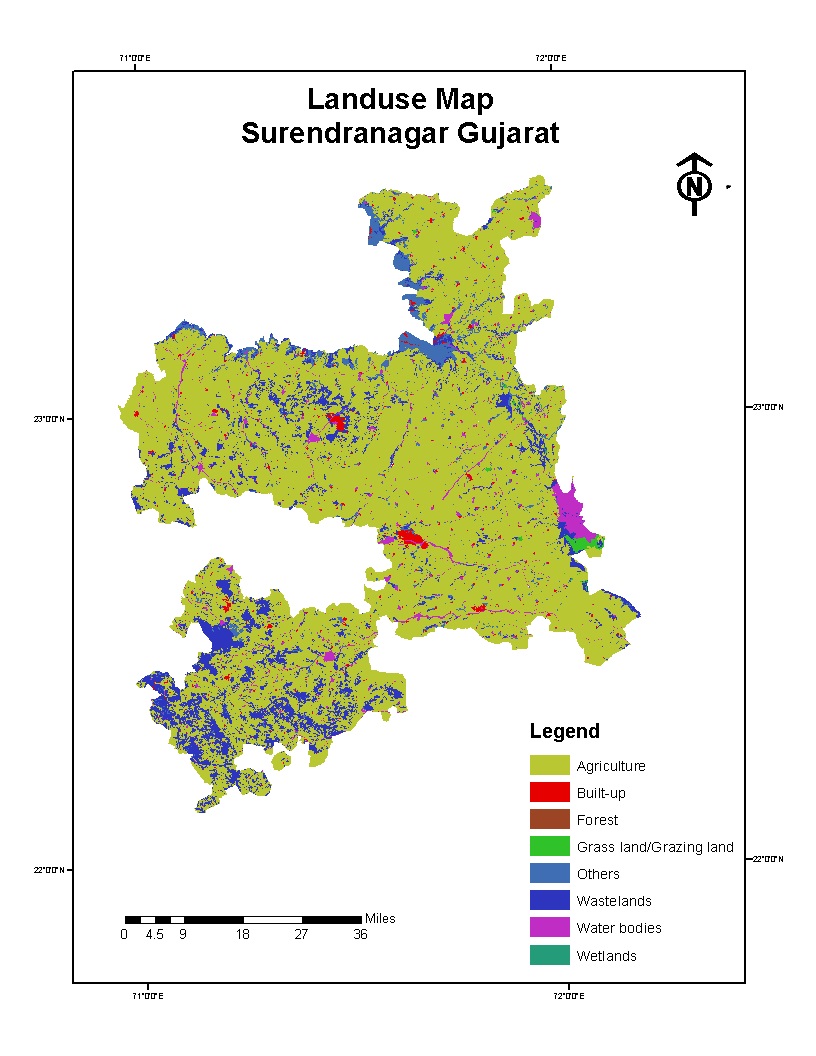 71°0'0"E 72°0'0"E
Landuse Map
Surendranagar Gujarat
N
23°0'0"N 23°0'0"N
Legend
Agriculture
Built-up
Forest
Grass land/Grazing land
Others
Wastelands
Water bodies
Wetlands
22°0'0"N 22°0'0"N
Miles
0 4.5 9 18 27 36
71°0'0"E 72°0'0"E